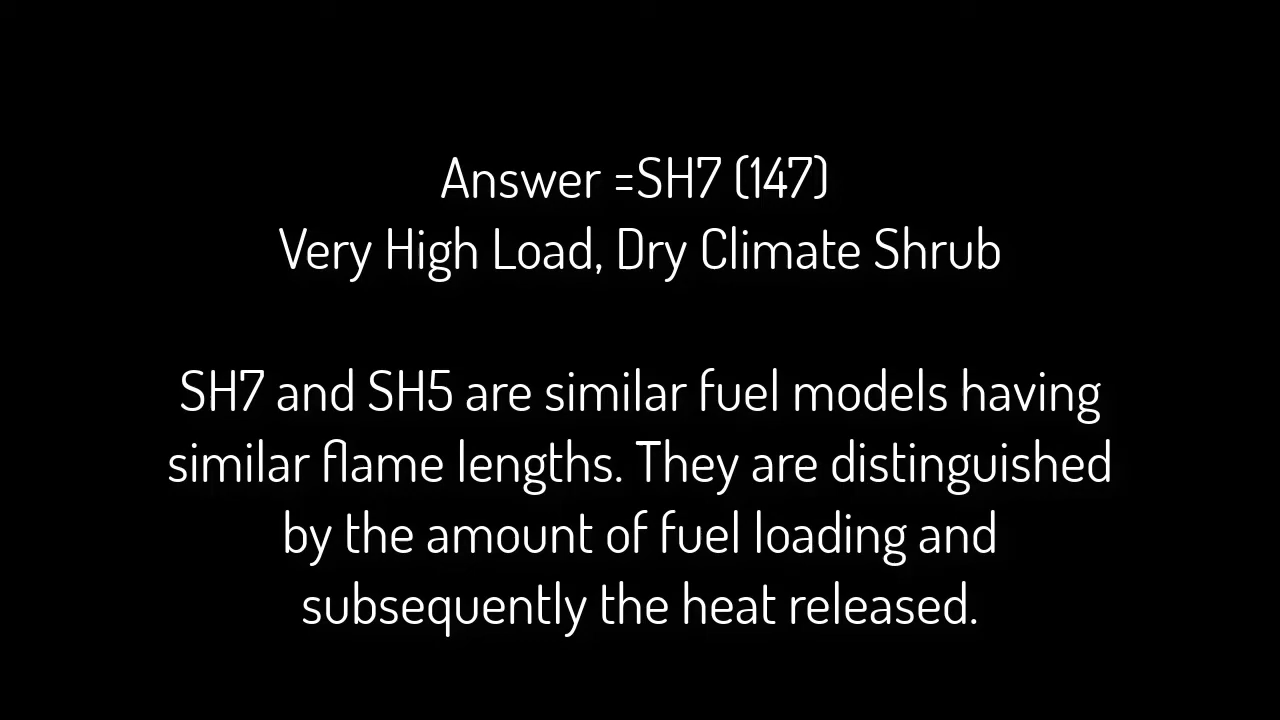 Answer =SH7 (147)
Very High Load, Dry Climate Shrub
SH7 and SH5 are similar fuel models having
similar flame lengths. They are distinguished
by the amount of fuel loading and
subsequently the heat released.